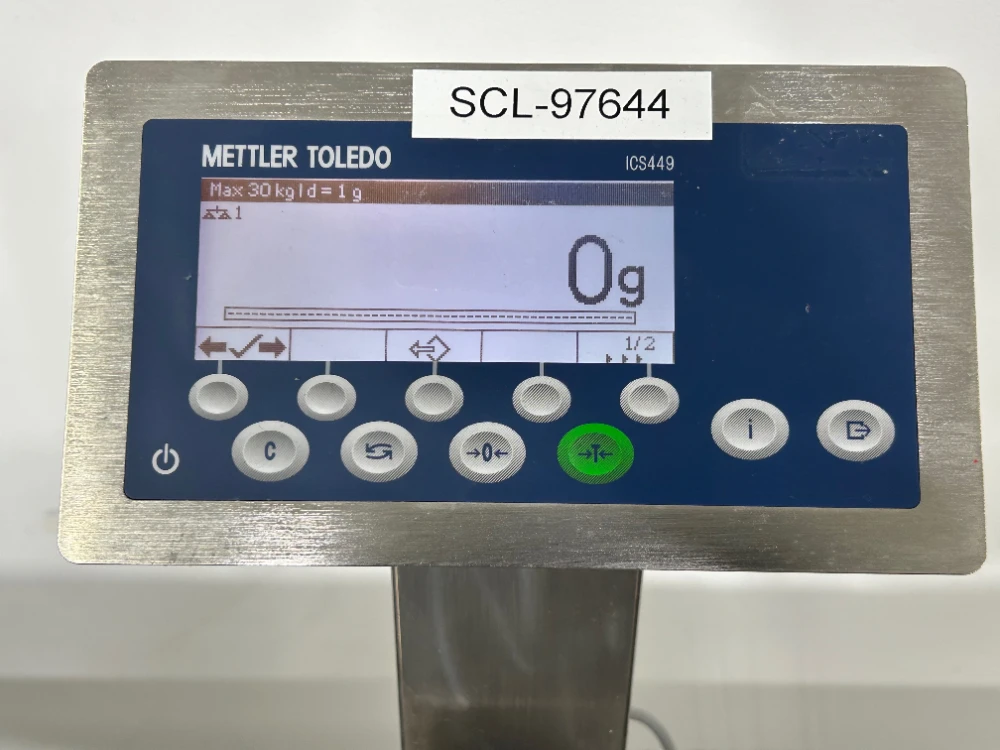 SCL-97644
METTLER TOLEDO
ICS449
Max 30 kg | d = 1 g
1
0g
1/2
C
→0←
→T←
i